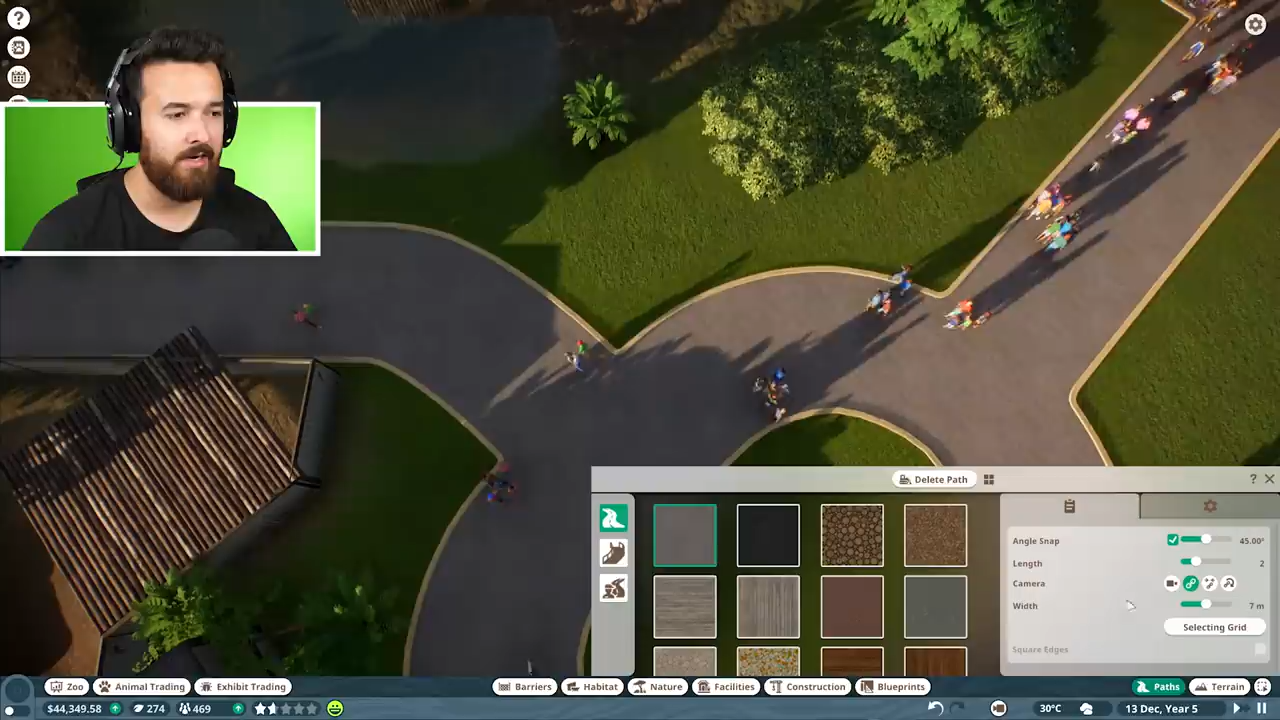 ?
Delete Path
?
Angle Snap 45.00°
Length 2
Camera
Width 7 m
Selecting Grid
Square Edges
Zoo Animal Trading Exhibit Trading Barriers Habitat Nature Facilities Construction Blueprints Paths Terrain
$44,349.58 274 469 30°C 13 Dec, Year 5